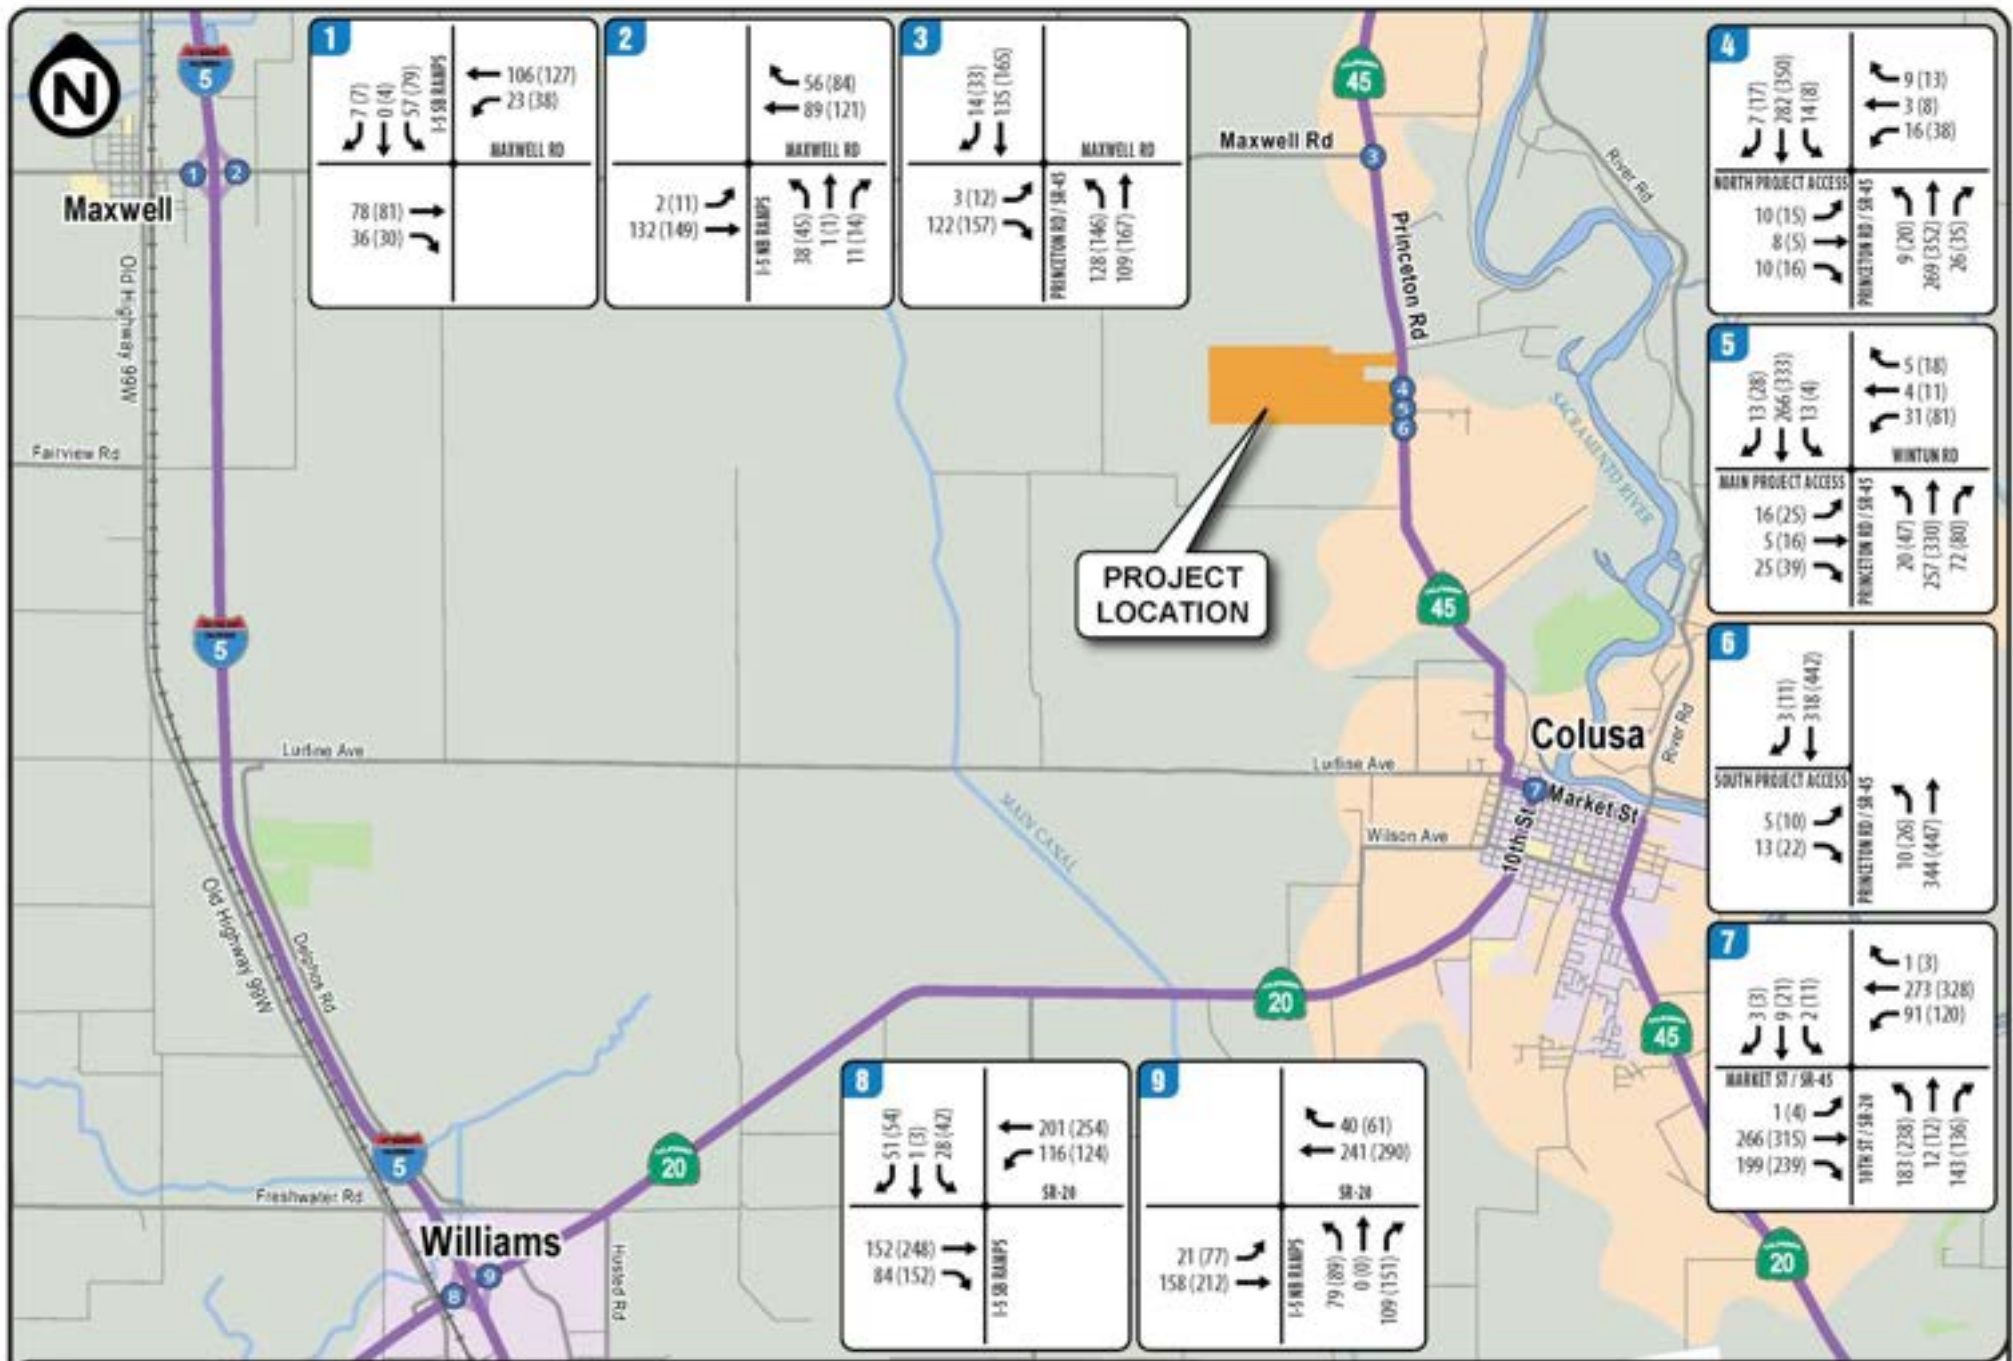 N
5
Maxwell
1
2
Old Highway 99W
Fairview Rd
5
Lurline Ave
Old Highway 99W
Delphos Rd
5
Freshwater Rd
Williams
8
9
Husted Rd
20
MAIN CANAL
20
PROJECT
LOCATION
45
Maxwell Rd
3
Princeton Rd
4
5
6
45
River Rd
SACRAMENTO RIVER
Colusa
River Rd
Lurline Ave
7
Market St
Wilson Ave
10th St
45
20
1
7 (7)
0 (4)
57 (79)
I-5 SB RAMPS
106 (127)
23 (38)
MAXWELL RD
78 (81)
36 (30)
2
56 (84)
89 (121)
MAXWELL RD
2 (11)
132 (149)
I-5 NB RAMPS
38 (45)
1 (1)
11 (14)
3
14 (33)
135 (165)
MAXWELL RD
3 (12)
122 (157)
PRINCETON RD / SR-45
128 (146)
109 (167)
4
7 (17)
282 (350)
14 (8)
9 (13)
3 (8)
16 (38)
NORTH PROJECT ACCESS
10 (15)
8 (5)
10 (16)
PRINCETON RD / SR-45
9 (20)
269 (352)
26 (35)
5
13 (28)
266 (333)
13 (4)
5 (18)
4 (11)
31 (81)
WINTUN RD
MAIN PROJECT ACCESS
16 (25)
5 (16)
25 (39)
PRINCETON RD / SR-45
20 (47)
257 (330)
72 (80)
6
3 (11)
318 (442)
SOUTH PROJECT ACCESS
5 (10)
13 (22)
PRINCETON RD / SR-45
10 (26)
344 (447)
7
3 (3)
9 (21)
2 (11)
1 (3)
273 (328)
91 (120)
MARKET ST / SR-45
1 (4)
266 (315)
199 (239)
10TH ST / SR-20
183 (238)
12 (12)
143 (136)
8
51 (54)
1 (3)
28 (42)
201 (254)
116 (124)
SR-20
152 (248)
84 (152)
I-5 SB RAMPS
9
40 (61)
241 (290)
SR-20
21 (77)
158 (212)
I-5 NB RAMPS
79 (89)
0 (0)
109 (151)